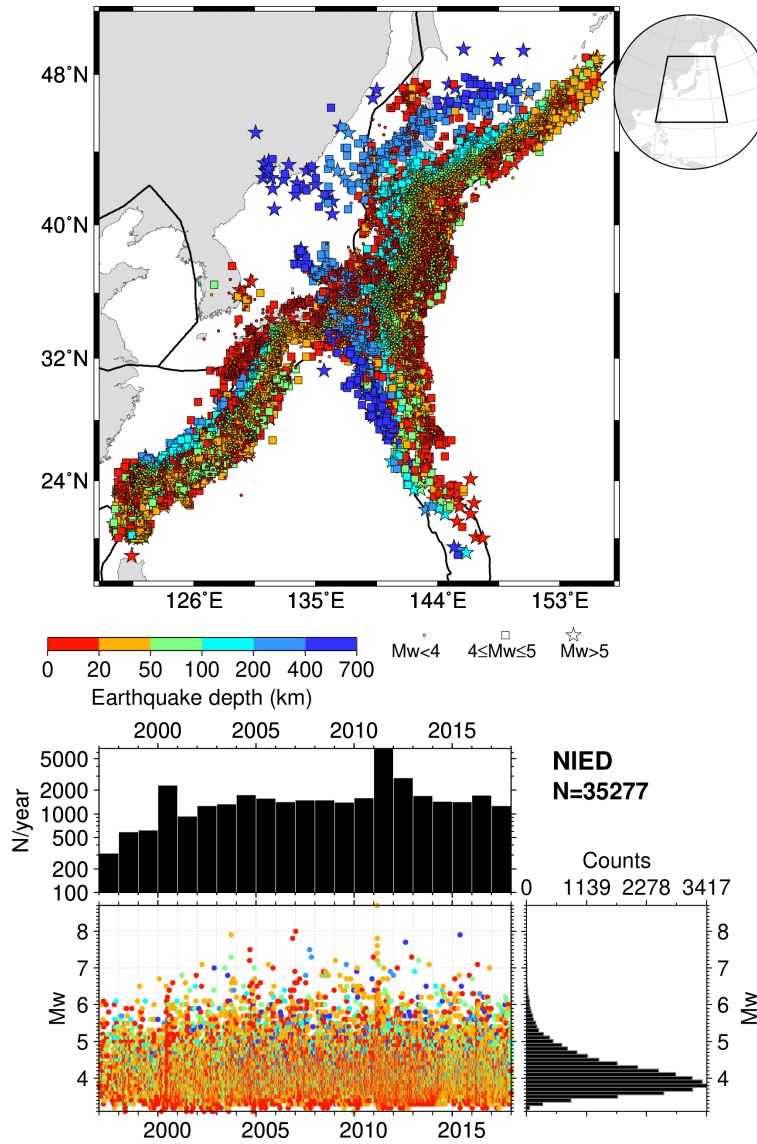 48°N
40°N
32°N
24°N
126°E 135°E 144°E 153°E
0 20 50 100 200 400 700
Earthquake depth (km)
Mw<4 4≤Mw≤5 Mw>5
2000 2005 2010 2015
N/year
5000
2000
1000
500
200
100
NIED
N=35277
Counts
0 1139 2278 3417
Mw
8
7
6
5
4
2000 2005 2010 2015
8
7
6
5
4
Mw